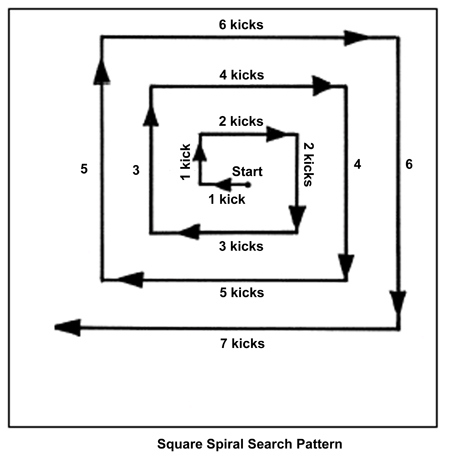 6 kicks
4 kicks
2 kicks
1 kick
2 kicks
Start
1 kick
5
3
4
6
3 kicks
5 kicks
7 kicks
Square Spiral Search Pattern